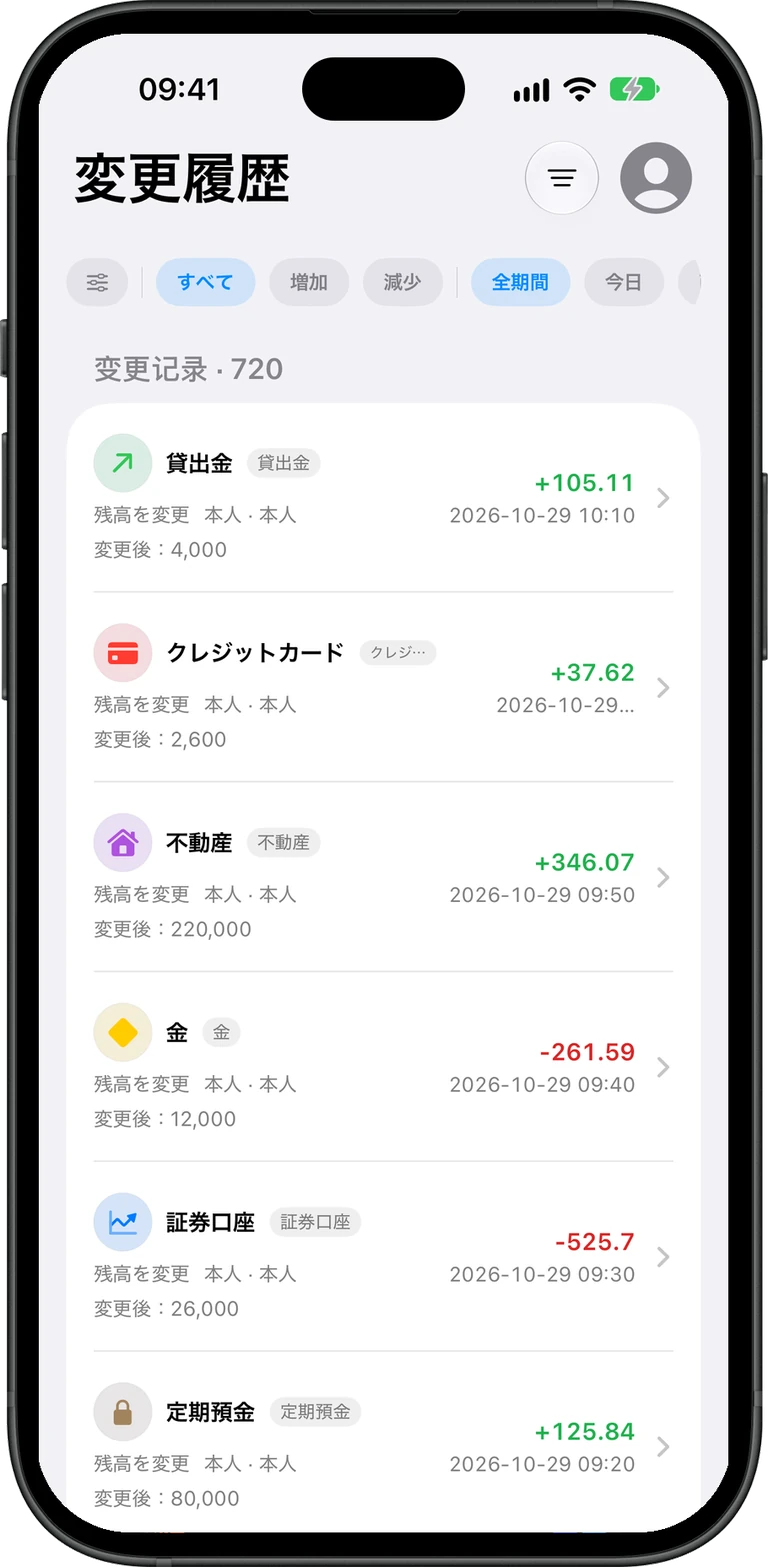 09:41
変更履歴
すべて 増加 減少 全期間 今日
変更记录 · 720
貸出金 貸出金
+105.11
残高を変更 本人 · 本人
2026-10-29 10:10
変更後：4,000
クレジットカード クレジ…
+37.62
残高を変更 本人 · 本人
2026-10-29...
変更後：2,600
不動産 不動産
+346.07
残高を変更 本人 · 本人
2026-10-29 09:50
変更後：220,000
金 金
-261.59
残高を変更 本人 · 本人
2026-10-29 09:40
変更後：12,000
証券口座 証券口座
-525.7
残高を変更 本人 · 本人
2026-10-29 09:30
変更後：26,000
定期預金 定期預金
+125.84
残高を変更 本人 · 本人
2026-10-29 09:20
変更後：80,000